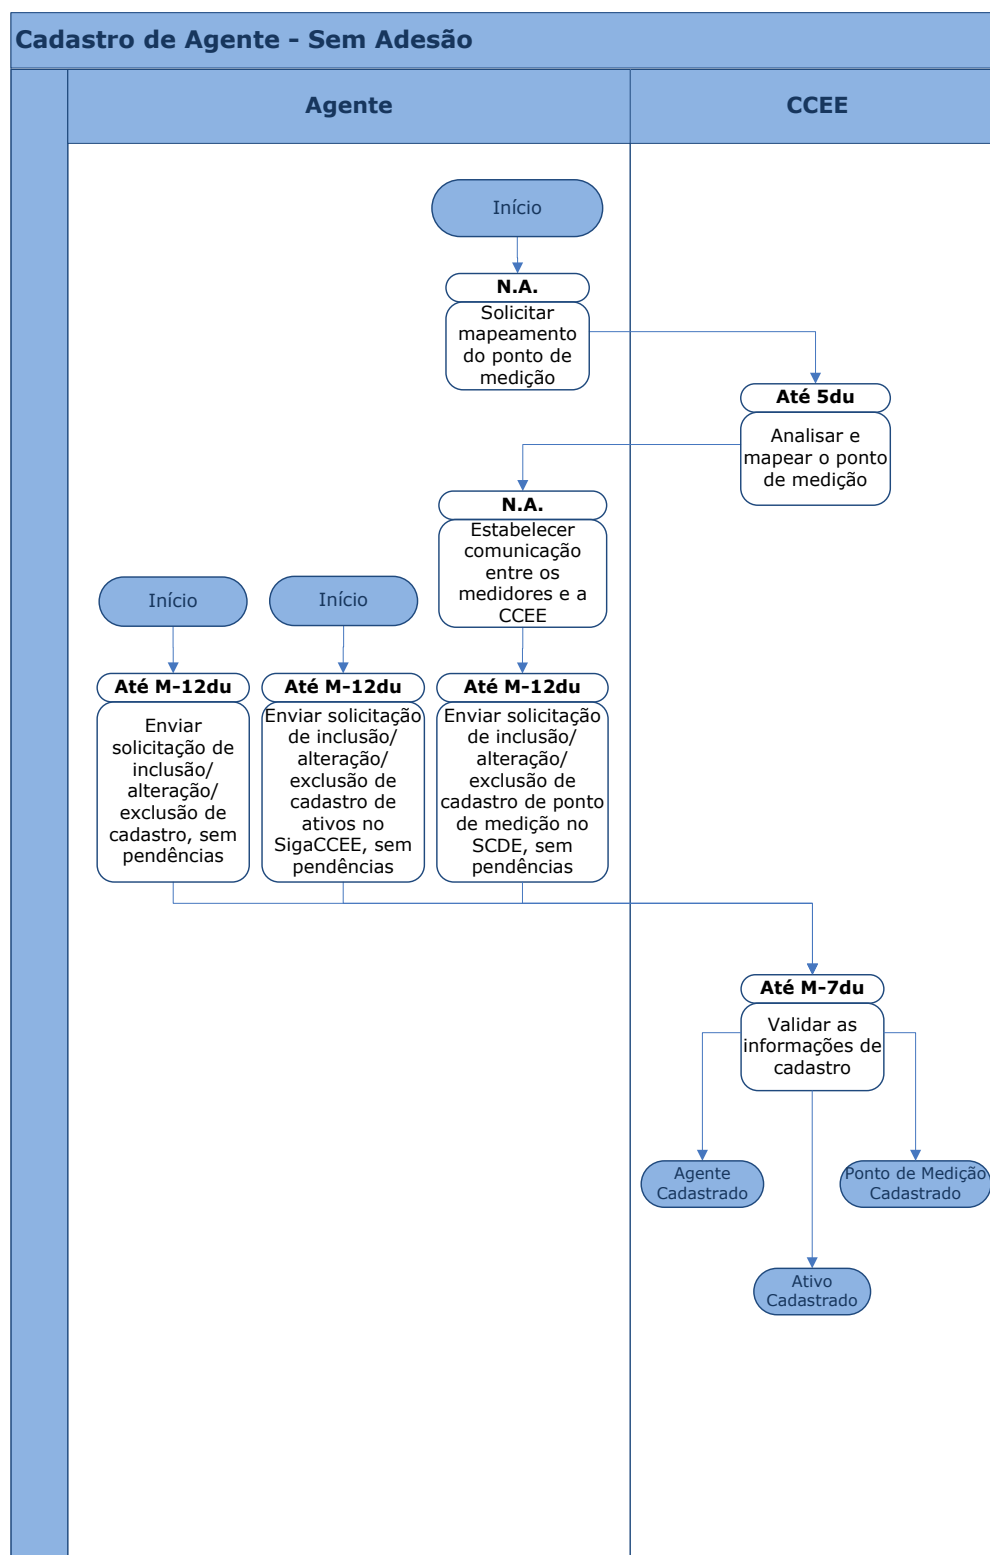 Cadastro de Agente - Sem Adesão
Agente
CCEE
Início
N.A.
Solicitar
mapeamento
do ponto de
medição
Até 5du
Analisar e
mapear o ponto
de medição
N.A.
Estabelecer
comunicação
entre os
medidores e a
CCEE
Início
Início
Até M-12du
Enviar
solicitação de
inclusão/
alteração/
exclusão de
cadastro, sem
pendências
Até M-12du
Enviar solicitação
de inclusão/
alteração/
exclusão de
cadastro de
ativos no
SigaCCEE, sem
pendências
Até M-12du
Enviar solicitação
de inclusão/
alteração/
exclusão de
cadastro de ponto
de medição no
SCDE, sem
pendências
Até M-7du
Validar as
informações de
cadastro
Agente
Cadastrado
Ponto de Medição
Cadastrado
Ativo
Cadastrado